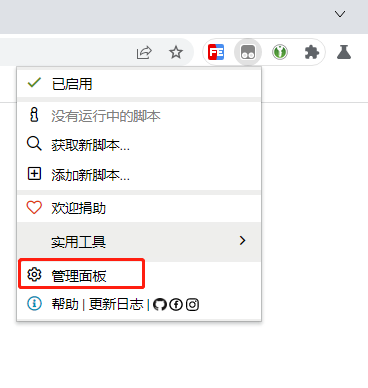 已启用
没有运行中的脚本
获取新脚本...
添加新脚本...
欢迎捐助
实用工具
管理面板
帮助 | 更新日志 |